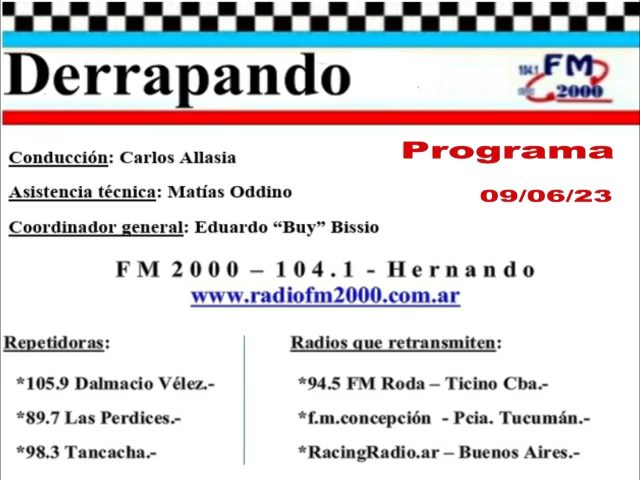 Derrapando
104.1 FM
2000
Programa
Conducción: Carlos Allasia
09/06/23
Asistencia técnica: Matías Oddino
Coordinador general: Eduardo “Buy” Bissio
FM 2000 – 104.1 - Hernando
www.radiofm2000.com.ar
Repetidoras:
*105.9 Dalmacio Vélez.-
*89.7 Las Perdices.-
*98.3 Tancacha.-
Radios que retransmiten:
*94.5 FM Roda – Ticino Cba.-
*f.m.concepción - Pcia. Tucumán.-
*RacingRadio.ar – Buenos Aires.-